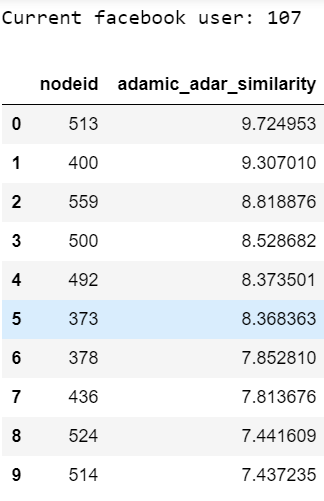 Current facebook user: 107
nodeid adamic_adar_similarity
0 513 9.724953
1 400 9.307010
2 559 8.818876
3 500 8.528682
4 492 8.373501
5 373 8.368363
6 378 7.852810
7 436 7.813676
8 524 7.441609
9 514 7.437235